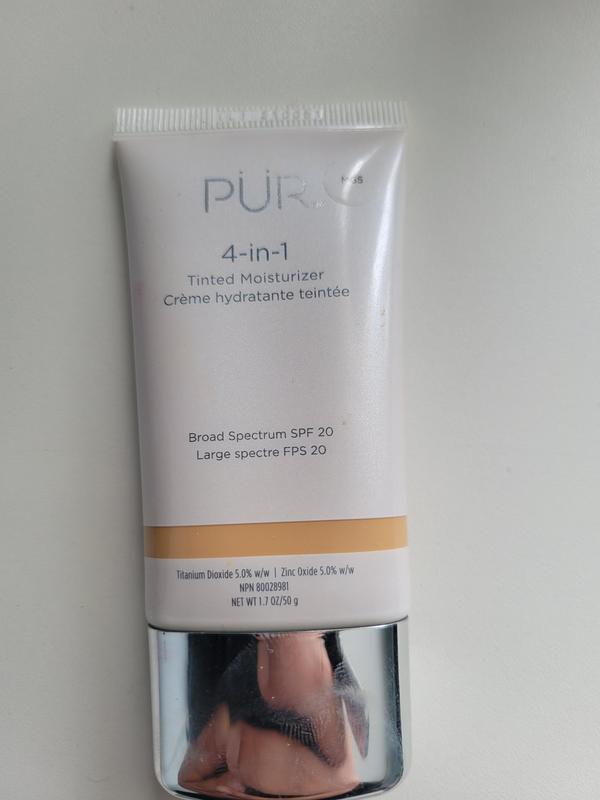 PÜR
MG5
4-in-1
Tinted Moisturizer
Crème hydratante teintée
Broad Spectrum SPF 20
Large spectre FPS 20
Titanium Dioxide 5.0% w/w | Zinc Oxide 5.0% w/w
NPN 80028981
NET WT 1.7 OZ/50 g